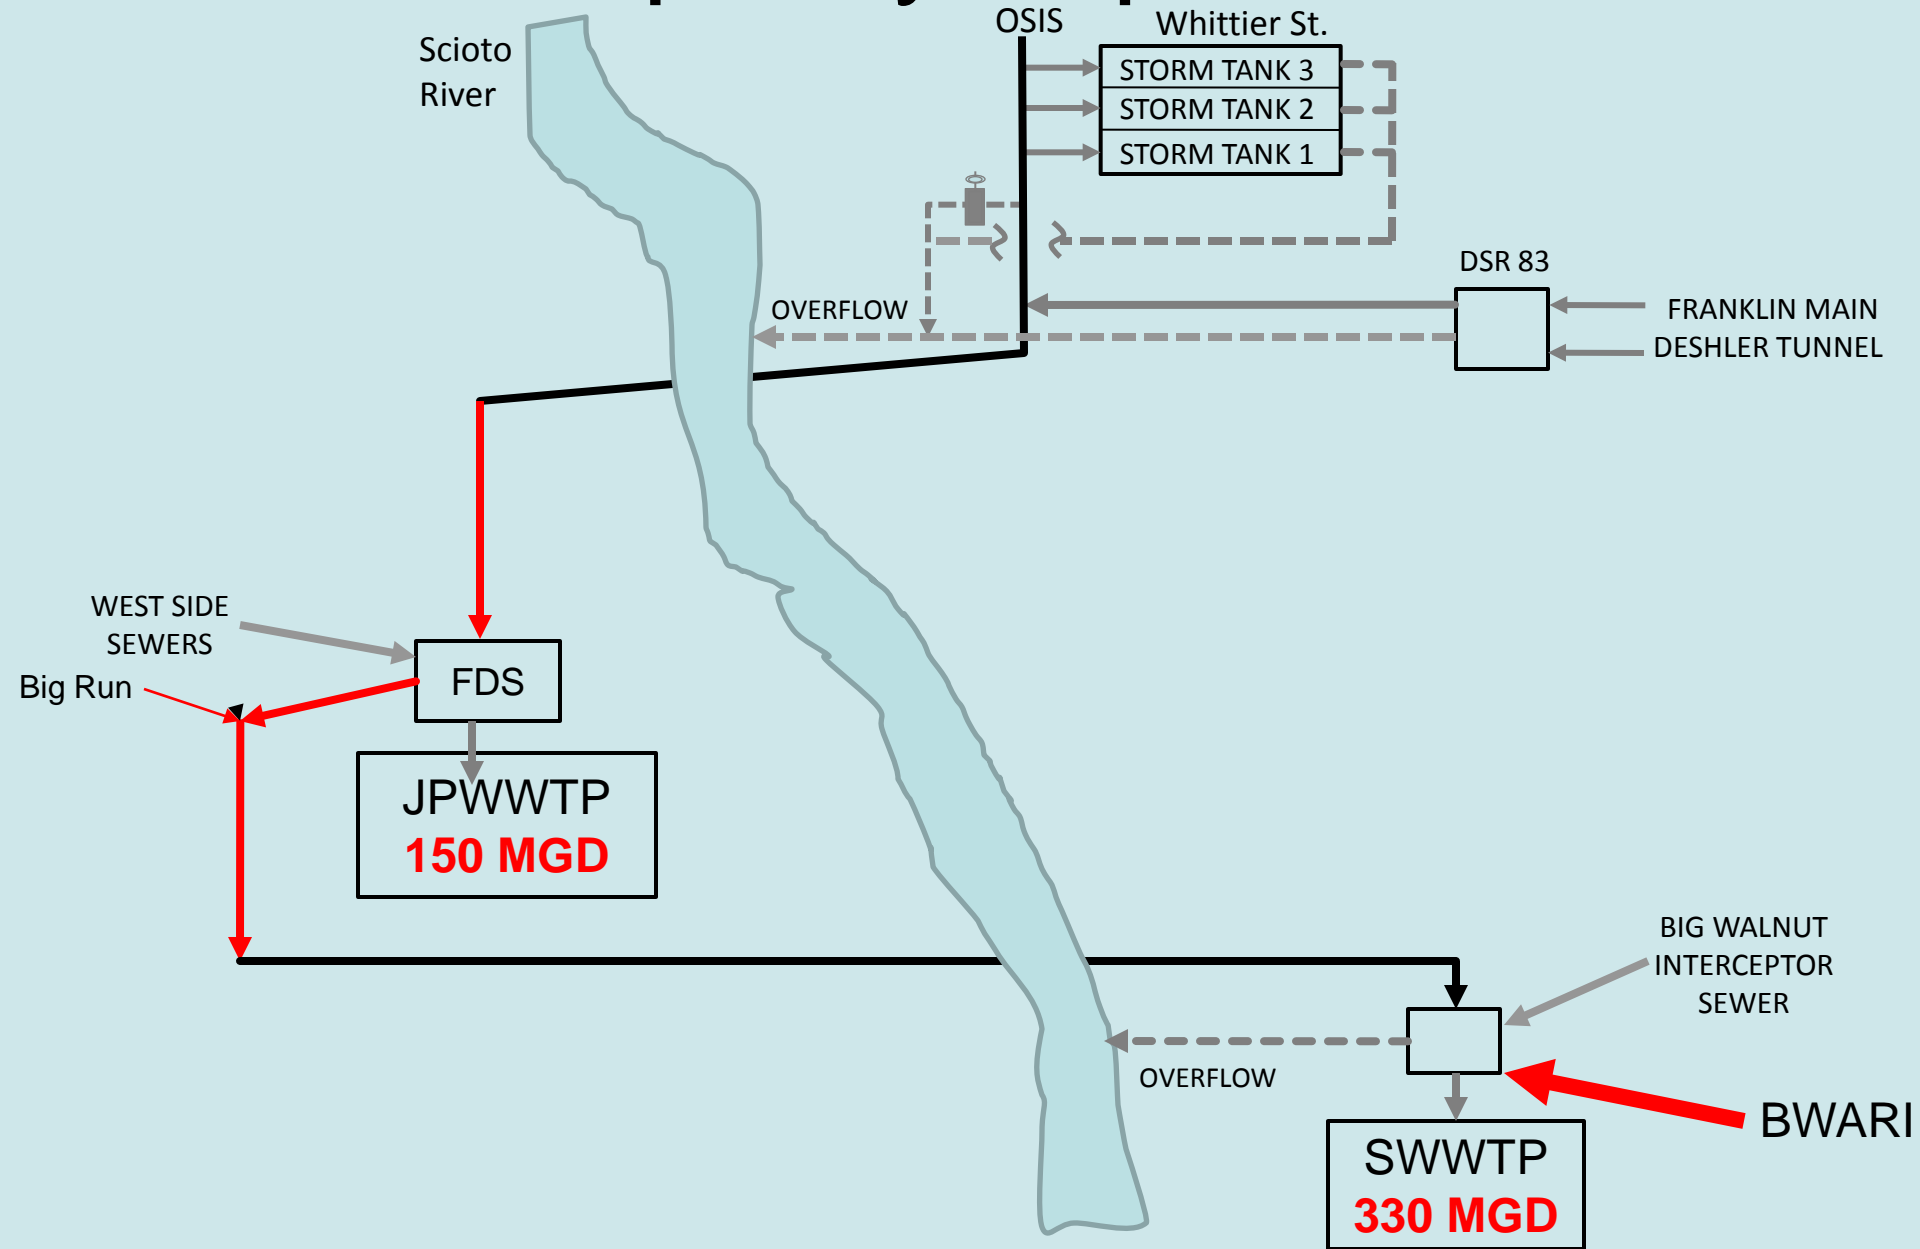 OSIS
Whittier St.
Scioto
River
STORM TANK 3
STORM TANK 2
STORM TANK 1
DSR 83
OVERFLOW
FRANKLIN MAIN
DESHLER TUNNEL
WEST SIDE
SEWERS
Big Run
FDS
JPWWTP
150 MGD
BIG WALNUT
INTERCEPTOR
SEWER
OVERFLOW
BWARI
SWWTP
330 MGD